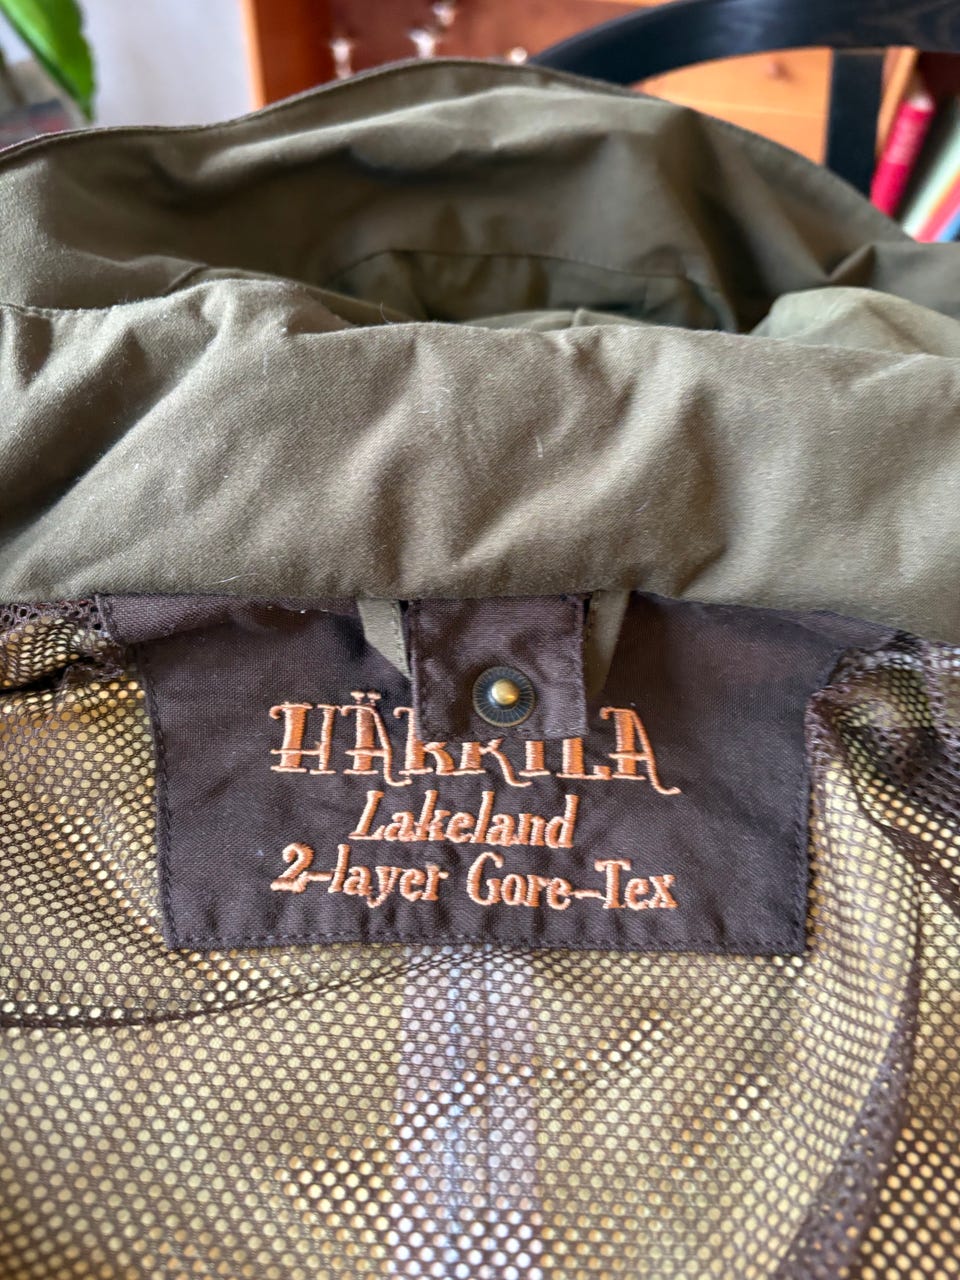 HÄRKILA
Lakeland
2-layer Gore-Tex